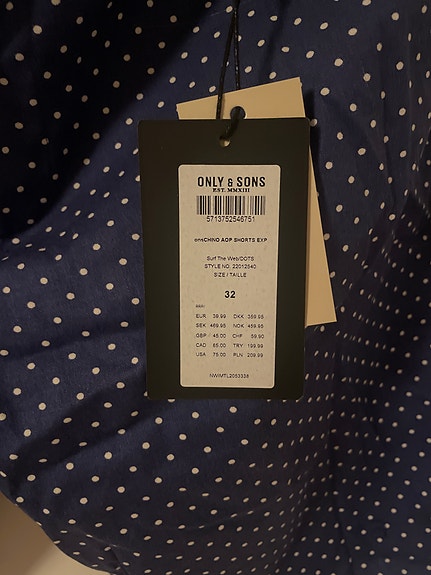 ONLY & SONS
EST. MMXIII
5713752546751
onsCHINO AOP SHORTS EXP
Surf The Web/DOTS
STYLE NO. 22012540
SIZE / TAILLE
32
EUR 39.99 DKK 359.95
SEK 469.95 NOK 459.95
GBP 45.00 CHF 59.90
CAD 65.00 TRY 199.99
USA 75.00 PLN 209.99
NWIMTL2053338